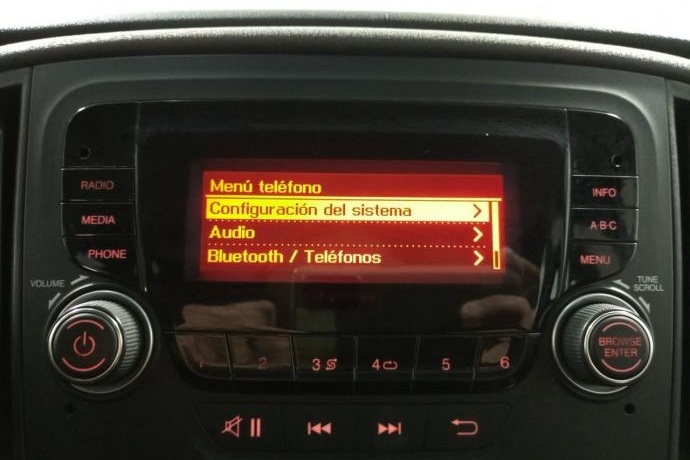 Menú teléfono
Configuración del sistema
Audio
Bluetooth / Teléfonos
RADIO
MEDIA
PHONE
INFO
A-B-C
MENU
VOLUME
TUNE
SCROLL
BROWSE
ENTER
1
2
3
4
5
6